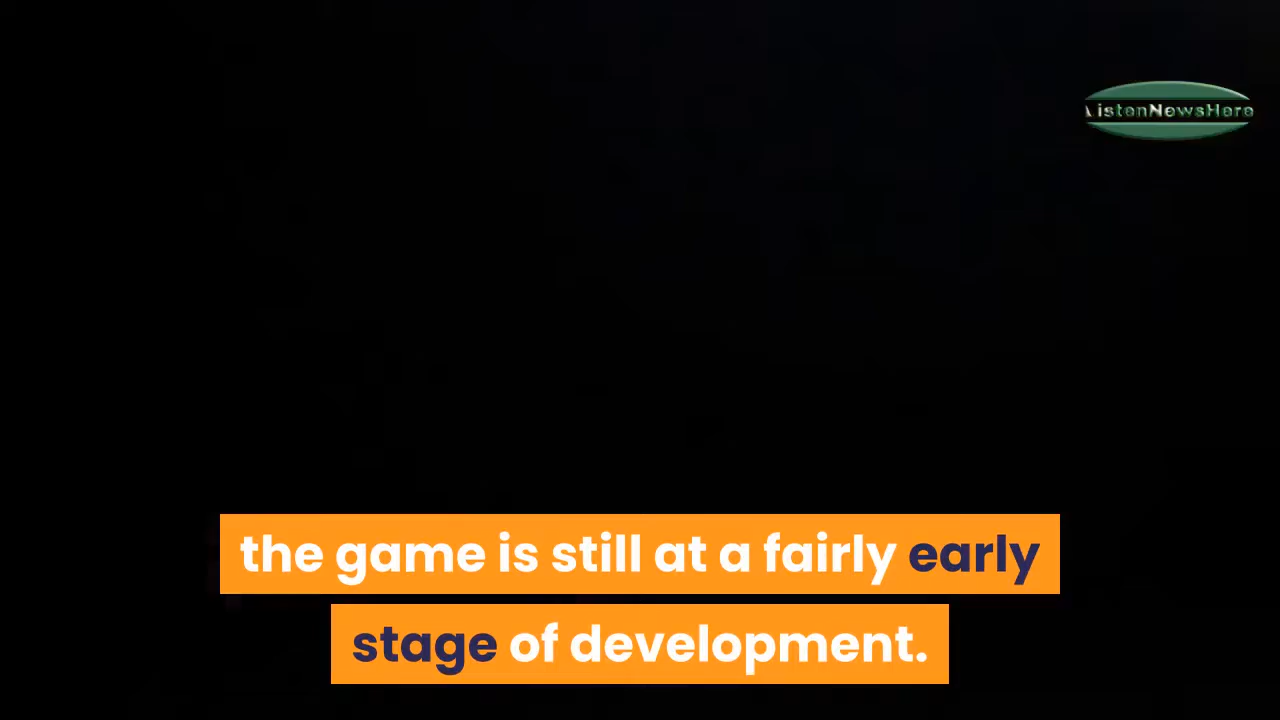 ListenNewsHere
the game is still at a fairly early
stage of development.